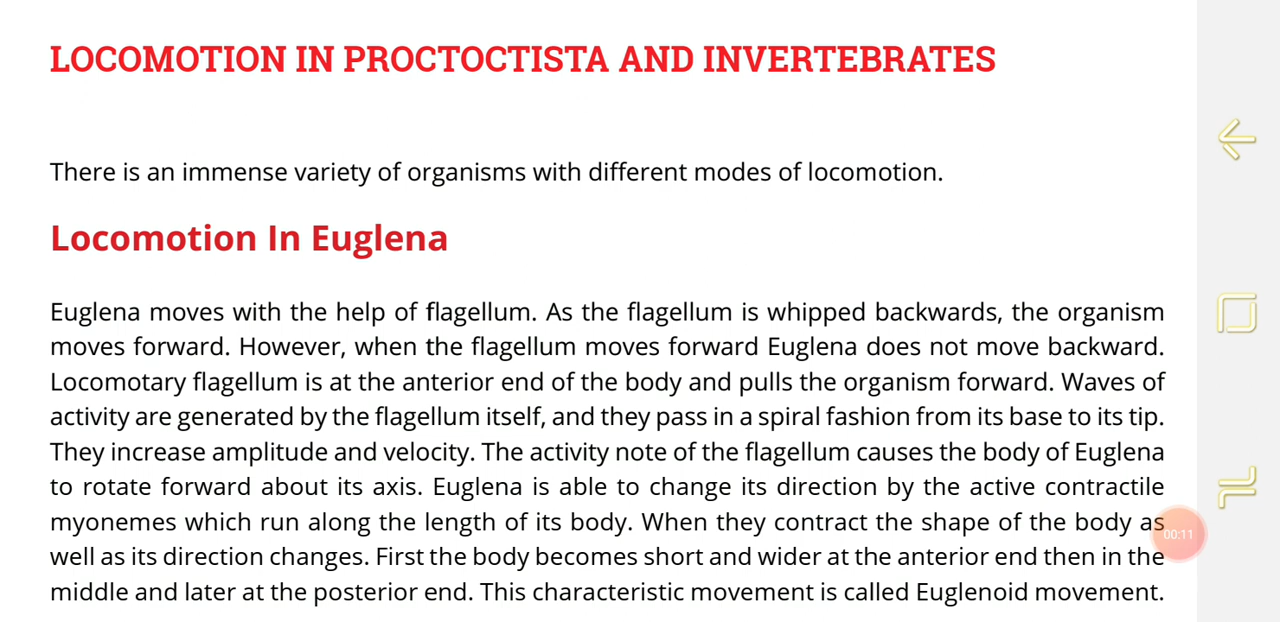 LOCOMOTION IN PROCTOCTISTA AND INVERTEBRATES
There is an immense variety of organisms with different modes of locomotion.
Locomotion In Euglena
Euglena moves with the help of flagellum. As the flagellum is whipped backwards, the organism
moves forward. However, when the flagellum moves forward Euglena does not move backward.
Locomotary flagellum is at the anterior end of the body and pulls the organism forward. Waves of
activity are generated by the flagellum itself, and they pass in a spiral fashion from its base to its tip.
They increase amplitude and velocity. The activity note of the flagellum causes the body of Euglena
to rotate forward about its axis. Euglena is able to change its direction by the active contractile
myonemes which run along the length of its body. When they contract the shape of the body as
00:11
well as its direction changes. First the body becomes short and wider at the anterior end then in the
middle and later at the posterior end. This characteristic movement is called Euglenoid movement.